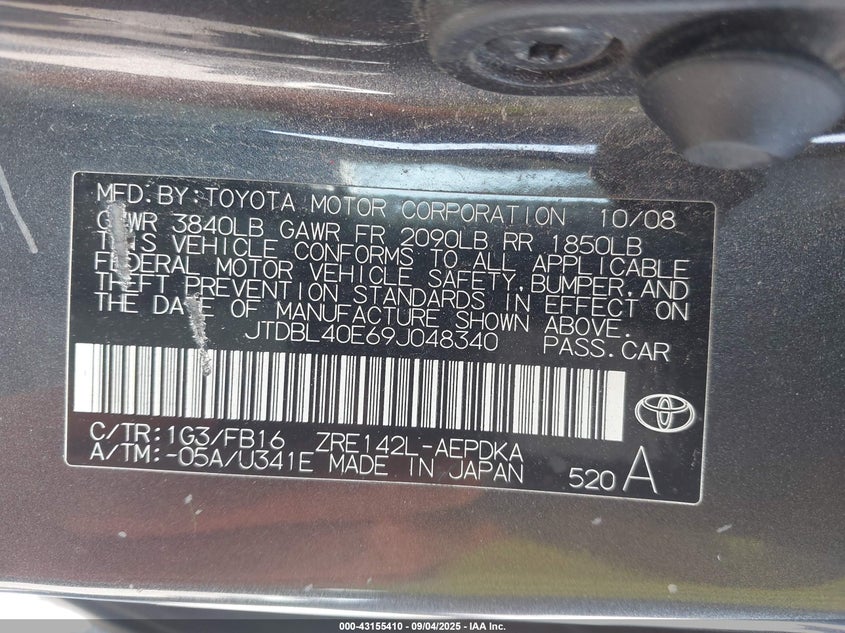 MFD.BY:TOYOTA MOTOR CORPORATION 10/08
GVWR 3840LB GAWR FR 2090LB RR 1850LB
THIS VEHICLE CONFORMS TO ALL APPLICABLE
FEDERAL MOTOR VEHICLE SAFETY,BUMPER,AND
THEFT PREVENTION STANDARDS IN EFFECT ON
THE DATE OF MANUFACTURE SHOWN ABOVE.
JTDBL40E69J048340 PASS.CAR
C/TR:1G3/FB16 ZRE142L-AEPDKA
A/TM:-05A/U341E MADE IN JAPAN 520 A
000-43155410 - 09/04/2025 - IAA Inc.